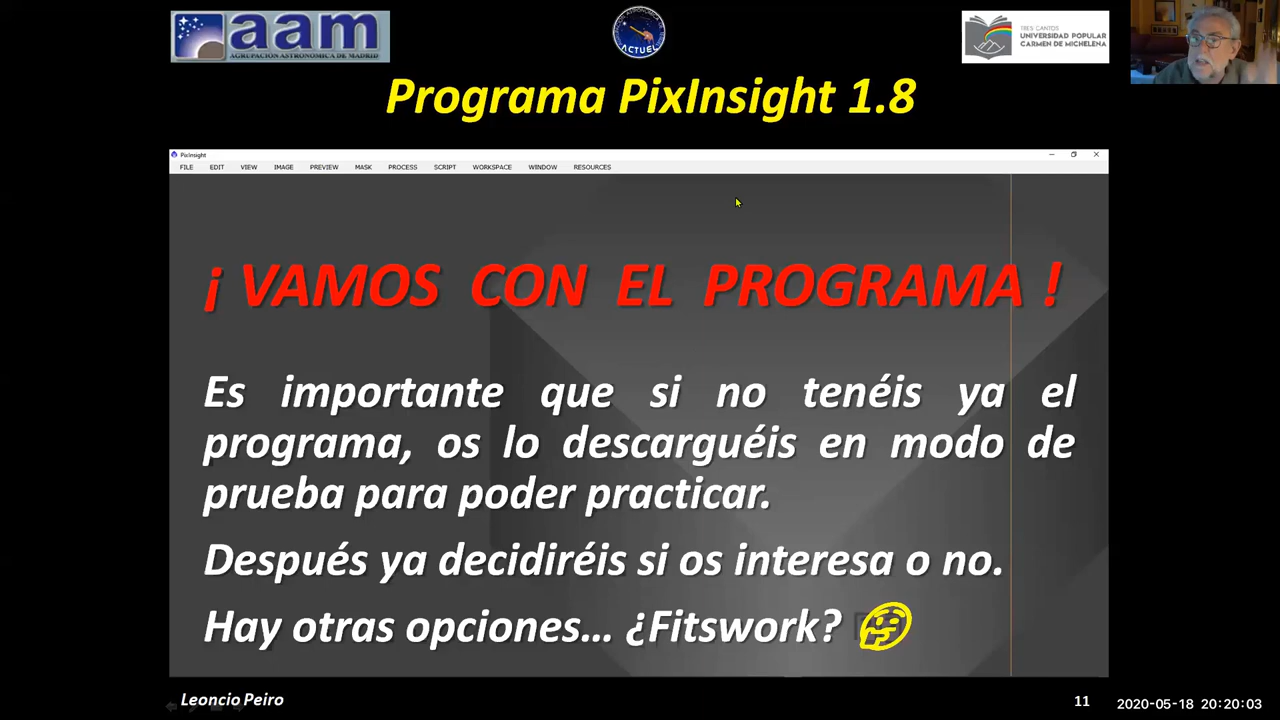 aam
AGRUPACIÓN ASTRONÓMICA DE MADRID
ACTUEL
TRES CANTOS
UNIVERSIDAD POPULAR
CARMEN DE MICHELENA
Programa PixInsight 1.8
PixInsight
FILE EDIT VIEW IMAGE PREVIEW MASK PROCESS SCRIPT WORKSPACE WINDOW RESOURCES
¡ VAMOS CON EL PROGRAMA !
Es importante que si no tenéis ya el
programa, os lo descarguéis en modo de
prueba para poder practicar.
Después ya decidiréis si os interesa o no.
Hay otras opciones... ¿Fitswork?
Leoncio Peiro
11
2020-05-18 20:20:03